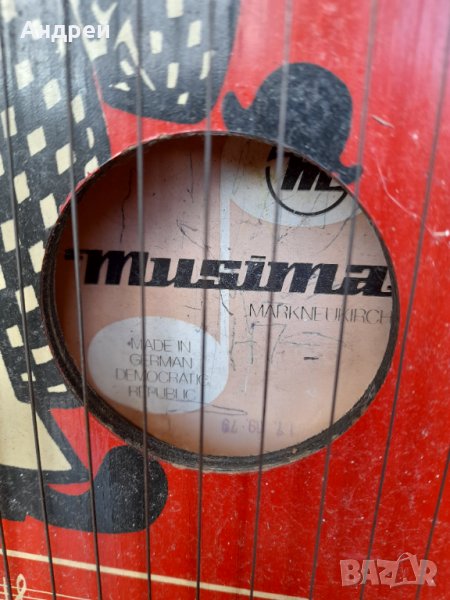 Андрей
M
musima
MARKNEUKIRCH
MADE IN
GERMAN
DEMOCRATIC
REPUBLIC
BAZAR